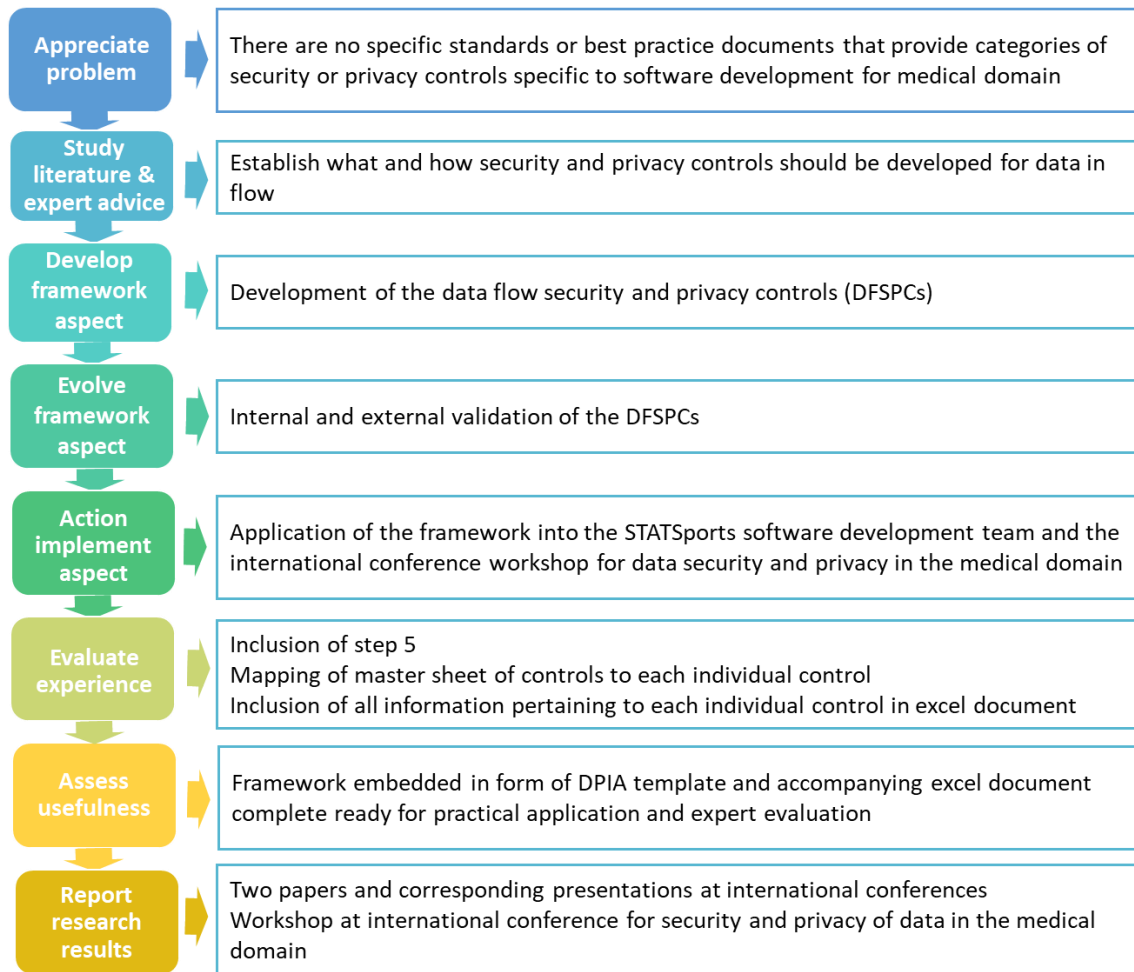 Appreciate
problem
There are no specific standards or best practice documents that provide categories of
security or privacy controls specific to software development for medical domain
Study
literature &
expert advice
Establish what and how security and privacy controls should be developed for data in
flow
Develop
framework
aspect
Development of the data flow security and privacy controls (DFSPCs)
Evolve
framework
aspect
Internal and external validation of the DFSPCs
Action
implement
aspect
Application of the framework into the STATSports software development team and the
international conference workshop for data security and privacy in the medical domain
Evaluate
experience
Inclusion of step 5
Mapping of master sheet of controls to each individual control
Inclusion of all information pertaining to each individual control in excel document
Assess
usefulness
Framework embedded in form of DPIA template and accompanying excel document
complete ready for practical application and expert evaluation
Report
research
results
Two papers and corresponding presentations at international conferences
Workshop at international conference for security and privacy of data in the medical
domain